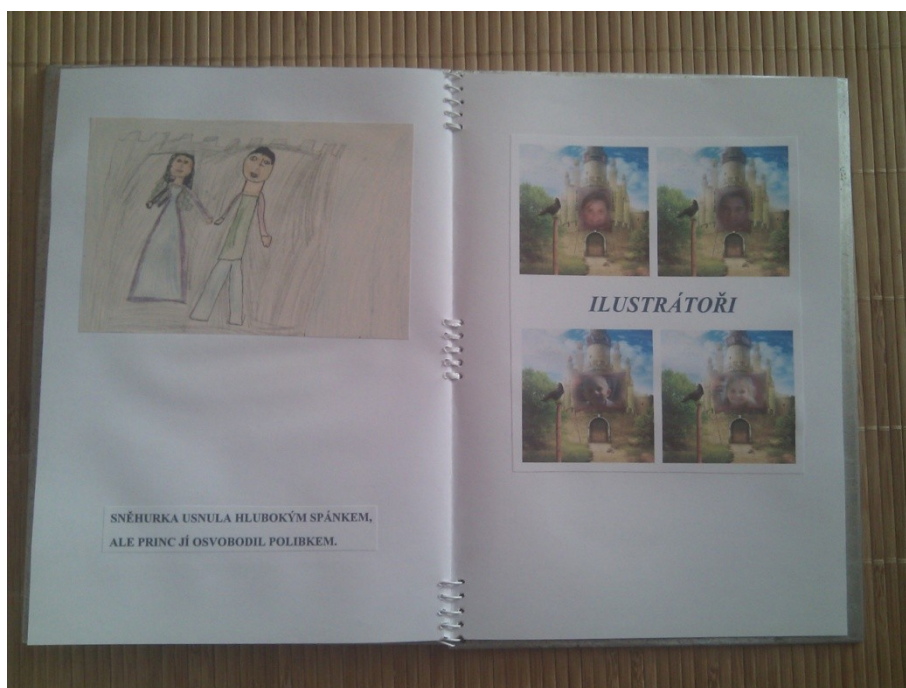 SNĚHURKA USNULA HLUBOKÝM SPÁNKEM,
ALE PRINC JÍ OSVOBODIL POLIBKEM.
ILUSTRÁTOŘI